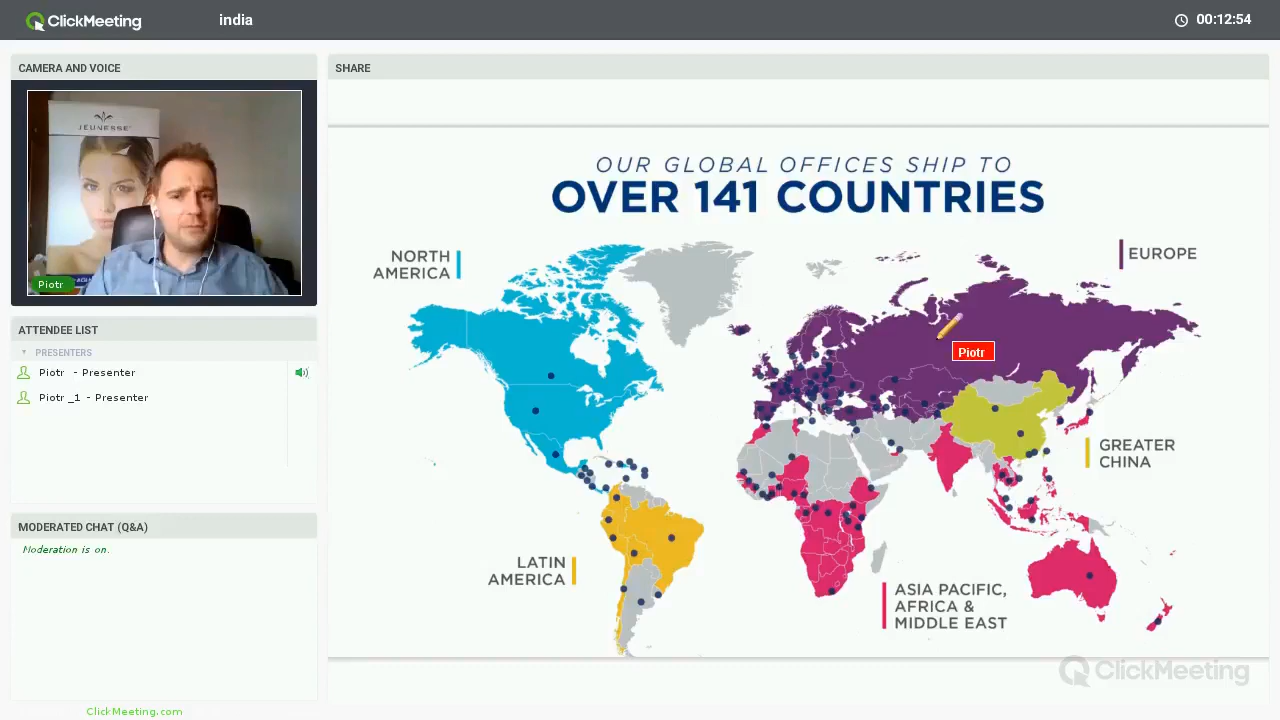 ClickMeeting
india
00:12:54
CAMERA AND VOICE
JEUNESSE
Piotr
ATTENDEE LIST
PRESENTERS
Piotr - Presenter
Piotr _1 - Presenter
MODERATED CHAT (Q&A)
Moderation is on.
ClickMeeting.com
SHARE
OUR GLOBAL OFFICES SHIP TO
OVER 141 COUNTRIES
NORTH
AMERICA
EUROPE
Piotr
GREATER
CHINA
LATIN
AMERICA
ASIA PACIFIC,
AFRICA &
MIDDLE EAST
ClickMeeting